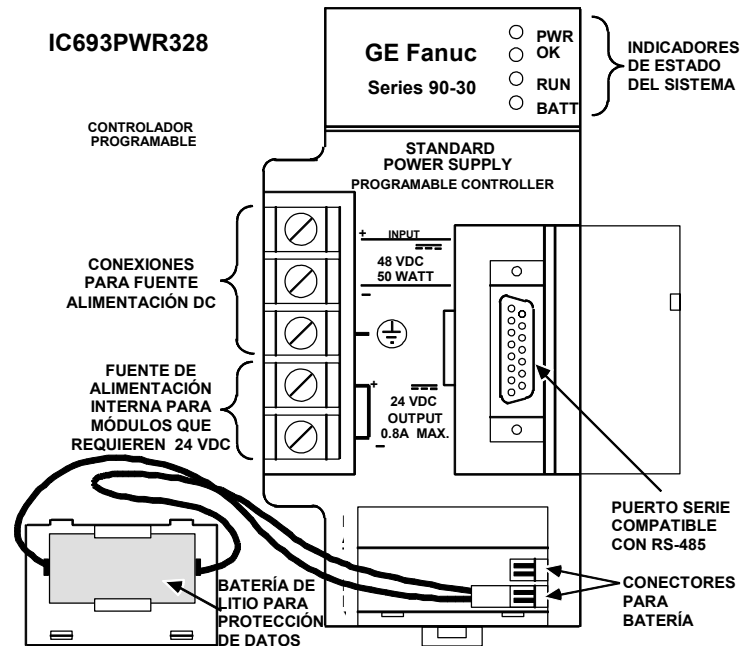 IC693PWR328
CONTROLADOR
PROGRAMABLE
GE Fanuc
Series 90-30
PWR
OK
RUN
BATT
INDICADORES
DE ESTADO
DEL SISTEMA
STANDARD
POWER SUPPLY
PROGRAMABLE CONTROLLER
+ INPUT
48 VDC
50 WATT
–
CONEXIONES
PARA FUENTE
ALIMENTACIÓN DC
FUENTE DE
ALIMENTACIÓN
INTERNA PARA
MÓDULOS QUE
REQUIEREN 24 VDC
+
24 VDC
OUTPUT
0.8A MAX.
–
PUERTO SERIE
COMPATIBLE
CON RS-485
CONECTORES
PARA
BATERÍA
BATERÍA DE
LITIO PARA
PROTECCIÓN
DE DATOS